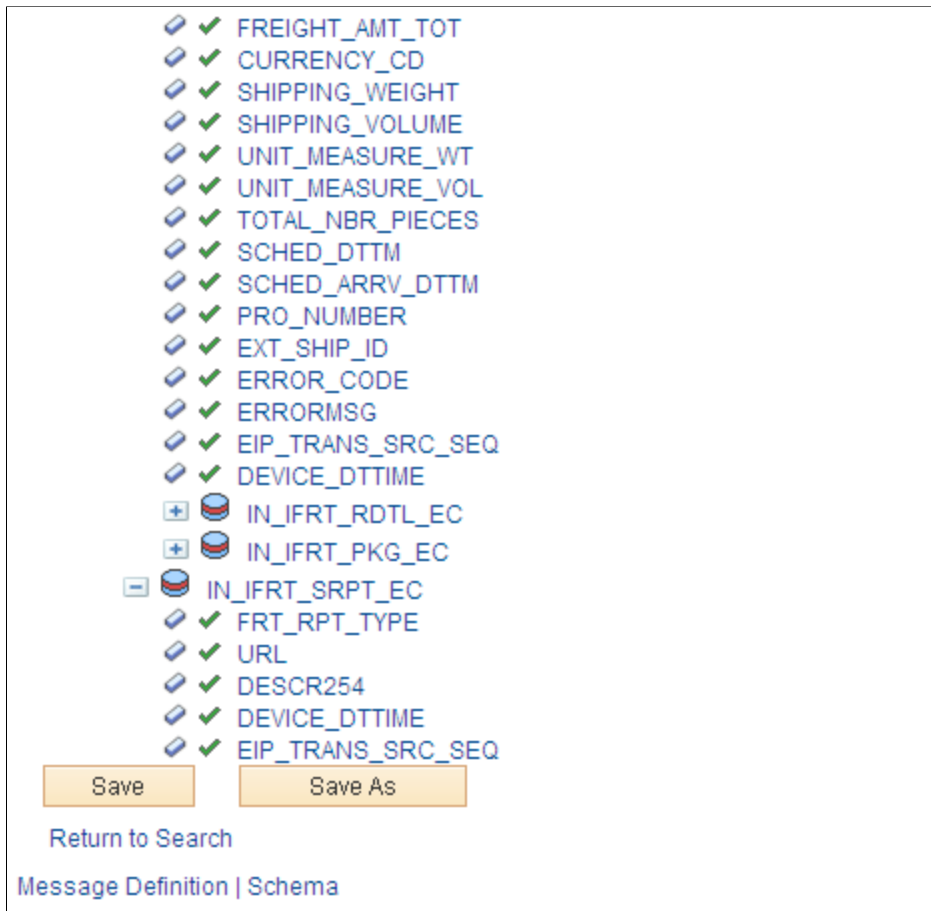 FREIGHT_AMT_TOT
CURRENCY_CD
SHIPPING_WEIGHT
SHIPPING_VOLUME
UNIT_MEASURE_WT
UNIT_MEASURE_VOL
TOTAL_NBR_PIECES
SCHED_DTTM
SCHED_ARRV_DTTM
PRO_NUMBER
EXT_SHIP_ID
ERROR_CODE
ERRORMSG
EIP_TRANS_SRC_SEQ
DEVICE_DTTIME
IN_IFRT_RDTL_EC
IN_IFRT_PKG_EC
IN_IFRT_SRPT_EC
FRT_RPT_TYPE
URL
DESCR254
DEVICE_DTTIME
EIP_TRANS_SRC_SEQ
Save Save As
Return to Search
Message Definition | Schema